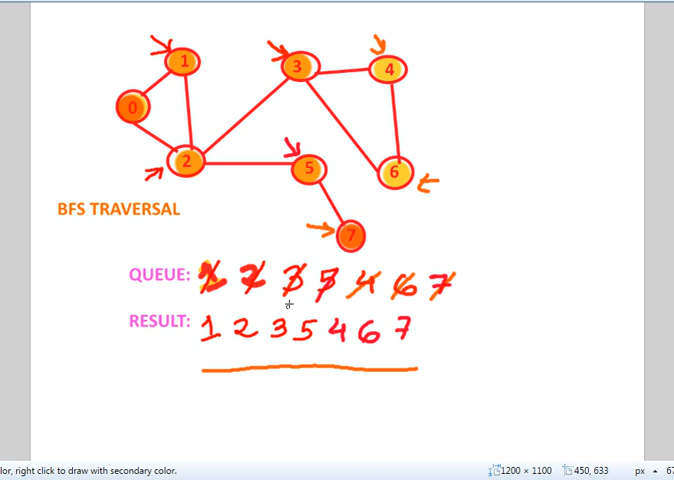 1
3
4
0
2
5
6
7
BFS TRAVERSAL
QUEUE: 1 2 3 5 4 6 7
RESULT: 1 2 3 5 4 6 7
lor, right click to draw with secondary color.
1200 × 1100
450, 633
px
67